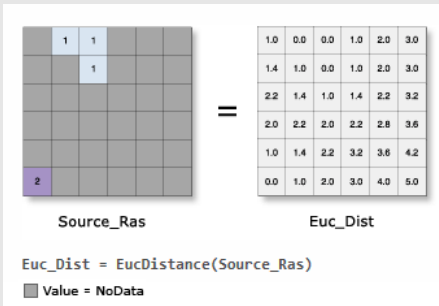 1 1 1.0 0.0 0.0 1.0 2.0 3.0
1 1.4 1.0 0.0 1.0 2.0 3.0
2.2 1.4 1.0 1.4 2.2 3.2
=
2.0 2.2 2.0 2.2 2.8 3.6
1.0 1.4 2.2 3.2 3.6 4.2
2 0.0 1.0 2.0 3.0 4.0 5.0
Source_Ras Euc_Dist
Euc_Dist = EucDistance(Source_Ras)
Value = NoData